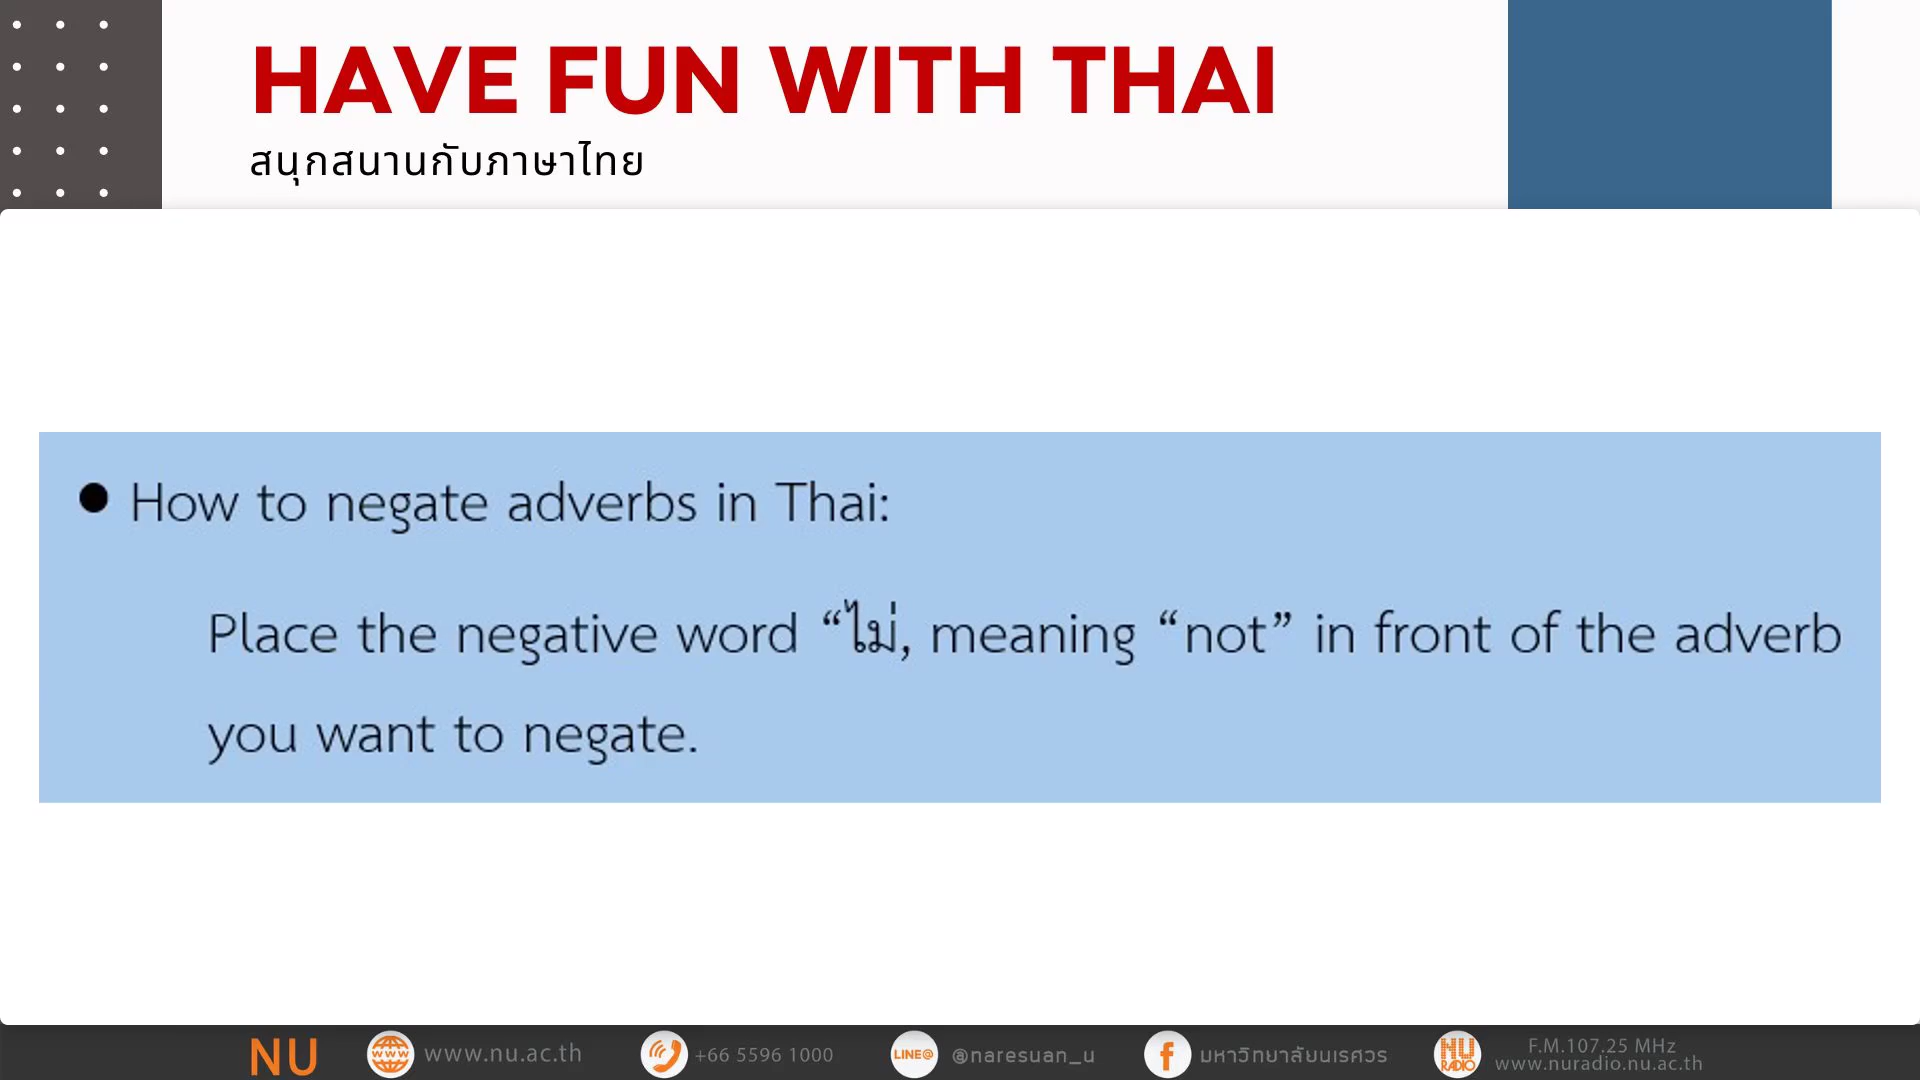 HAVE FUN WITH THAI
สนุกสนานกับภาษาไทย
● How to negate adverbs in Thai:
Place the negative word “ไม่, meaning “not” in front of the adverb
you want to negate.
NU
www
www.nu.ac.th
+66 5596 1000
LINE@
@naresuan_u
f
มหาวิทยาลัยนเรศวร
NU
RADIO
F.M.107.25 MHz
www.nuradio.nu.ac.th